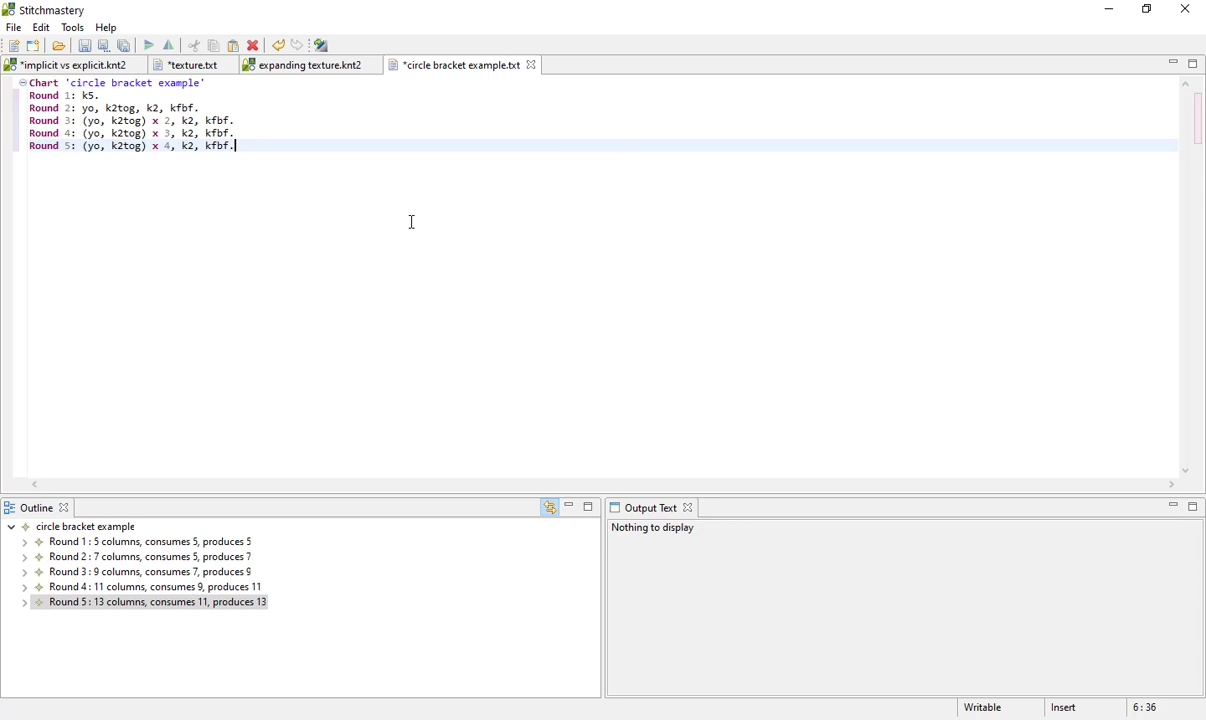 Stitchmastery
File Edit Tools Help
*implicit vs explicit.knt2 *texture.txt expanding texture.knt2 *circle bracket example.txt
Chart 'circle bracket example'
Round 1: k5.
Round 2: yo, k2tog, k2, kfbf.
Round 3: (yo, k2tog) x 2, k2, kfbf.
Round 4: (yo, k2tog) x 3, k2, kfbf.
Round 5: (yo, k2tog) x 4, k2, kfbf.
Outline
circle bracket example
Round 1 : 5 columns, consumes 5, produces 5
Round 2 : 7 columns, consumes 5, produces 7
Round 3 : 9 columns, consumes 7, produces 9
Round 4 : 11 columns, consumes 9, produces 11
Round 5 : 13 columns, consumes 11, produces 13
Output Text
Nothing to display
Writable Insert 6 : 36